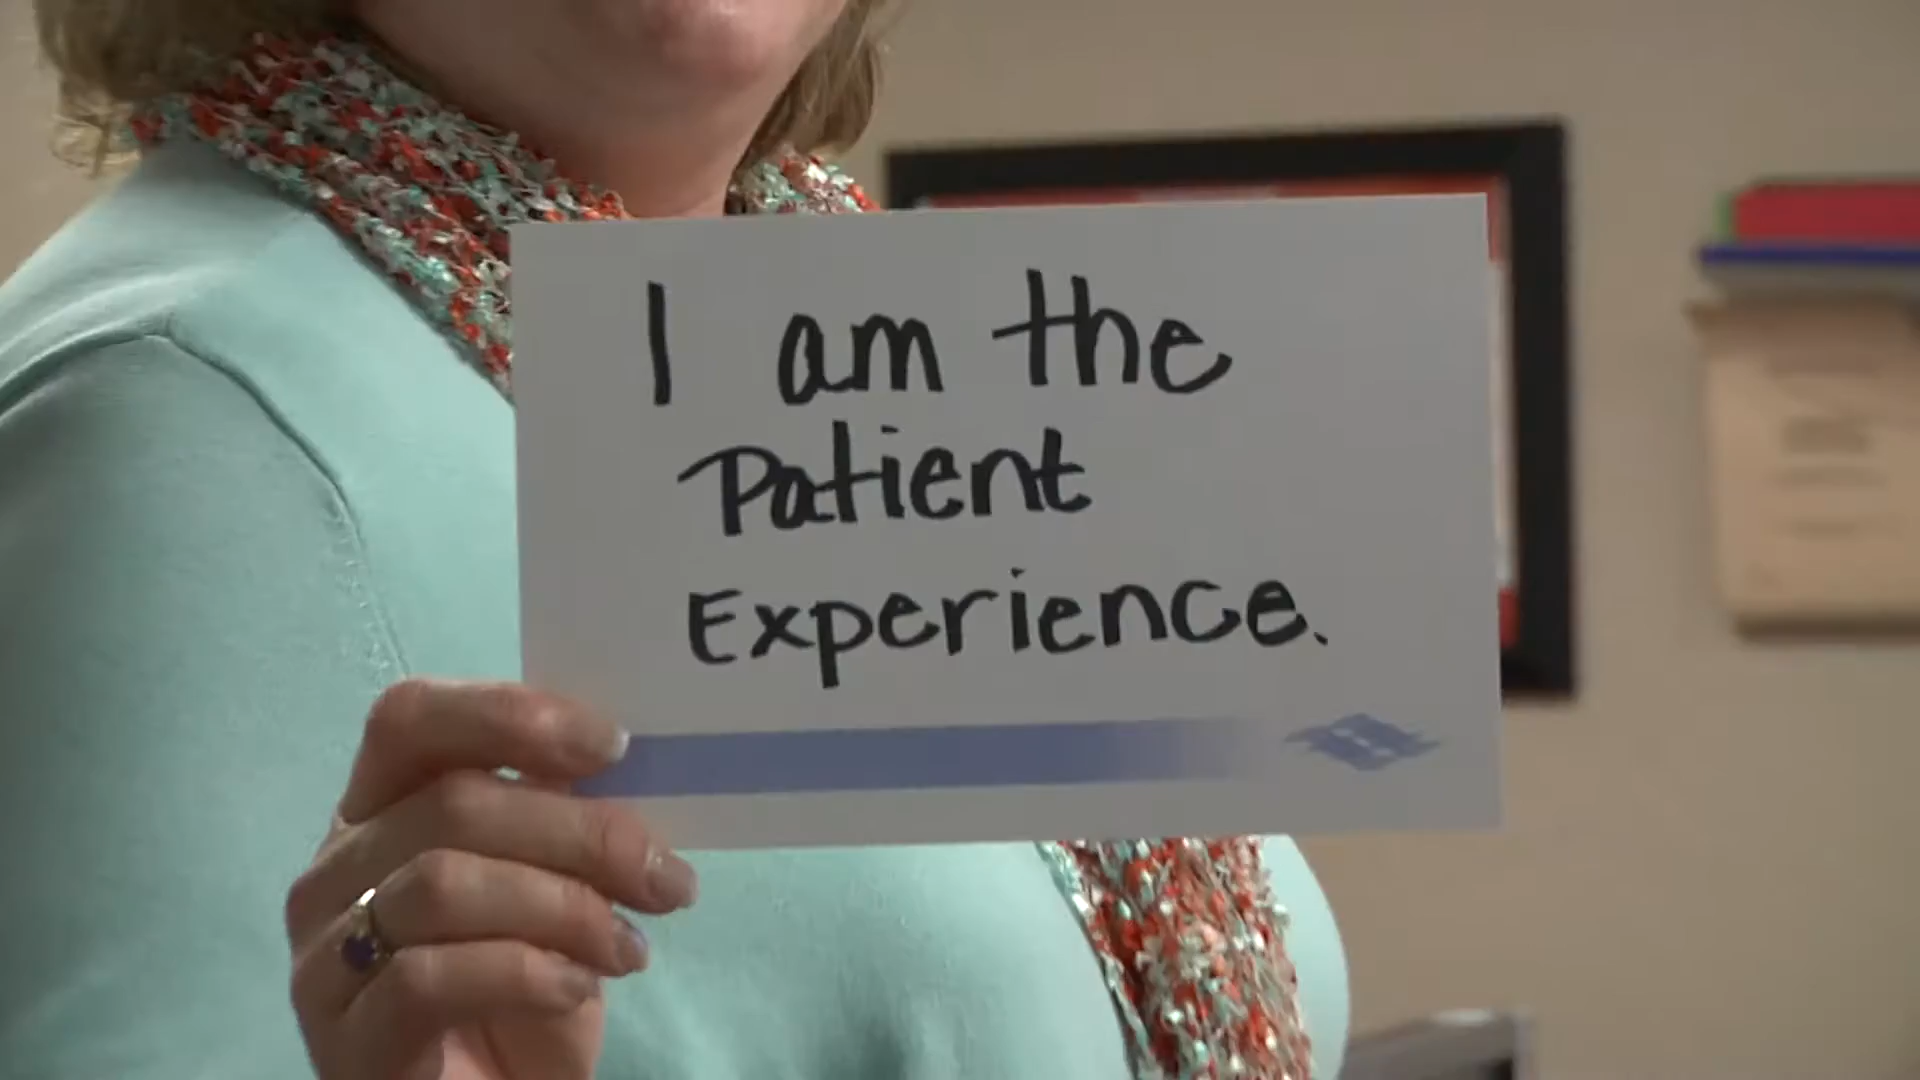 I am the
Patient
Experience.